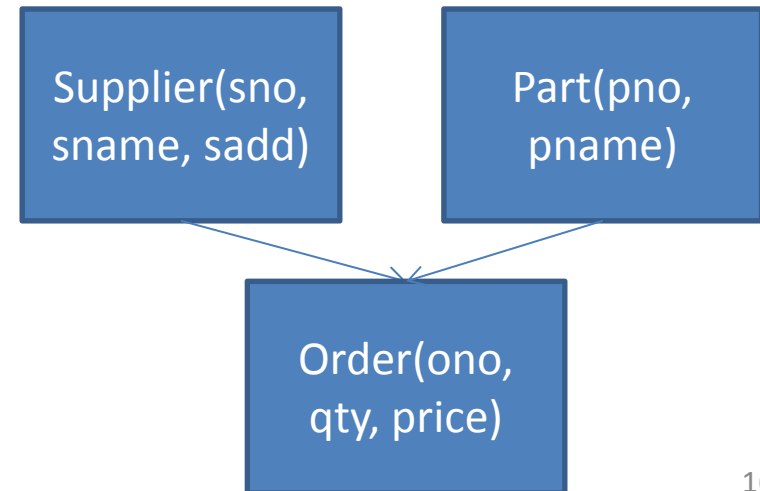 Supplier(sno,
sname, sadd)
Part(pno,
pname)
Order(ono,
qty, price)